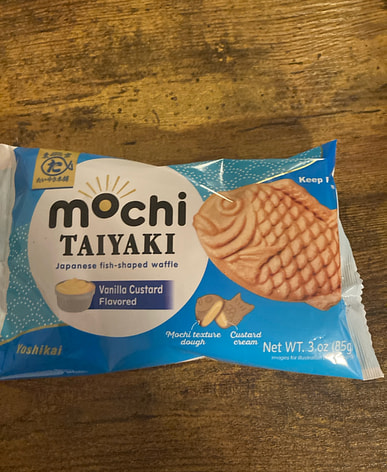 mochi
TAIYAKI
Japanese fish-shaped waffle
Vanilla Custard
Flavored
Keep
Mochi texture
dough
Custard
cream
Yoshikai
Net WT. 3 oz (85g